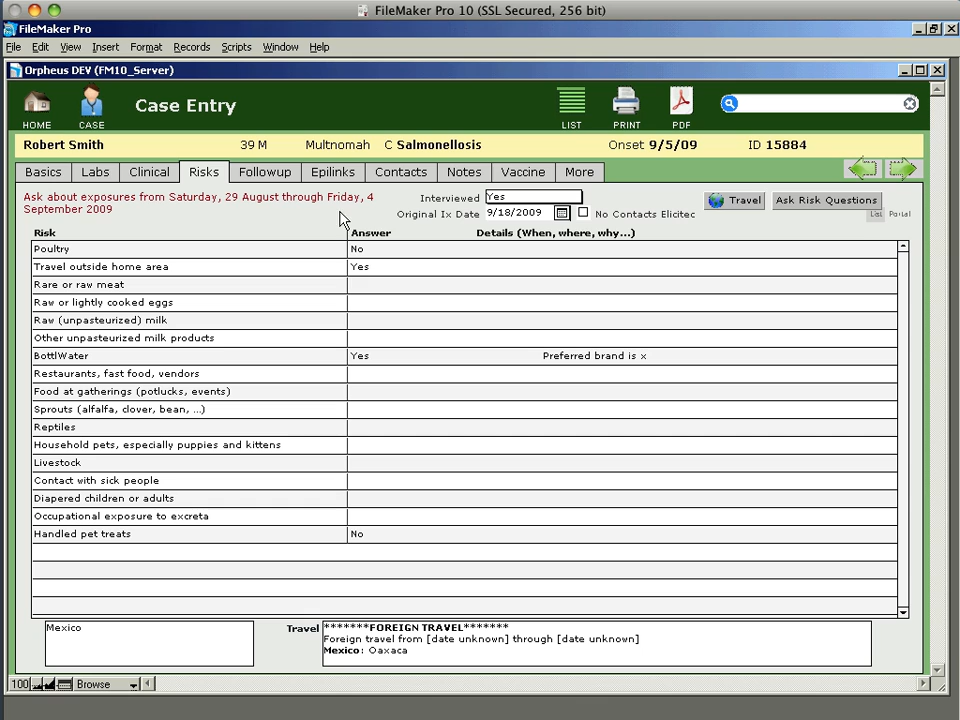 FileMaker Pro 10 (SSL Secured, 256 bit)
FileMaker Pro
File Edit View Insert Format Records Scripts Window Help
Orpheus DEV (FM10_Server)
HOME CASE Case Entry LIST PRINT PDF
Robert Smith 39 M Multnomah C Salmonellosis Onset 9/5/09 ID 15884
Basics Labs Clinical Risks Followup Epilinks Contacts Notes Vaccine More
Ask about exposures from Saturday, 29 August through Friday, 4
September 2009
Interviewed Yes
Original Ix Date 9/18/2009 No Contacts Elicitec
Travel Ask Risk Questions
List Portal
Risk Answer Details (When, where, why...)
Poultry No
Travel outside home area Yes
Rare or raw meat
Raw or lightly cooked eggs
Raw (unpasteurized) milk
Other unpasteurized milk products
BottlWater Yes Preferred brand is x
Restaurants, fast food, vendors
Food at gatherings (potlucks, events)
Sprouts (alfalfa, clover, bean, ...)
Reptiles
Household pets, especially puppies and kittens
Livestock
Contact with sick people
Diapered children or adults
Occupational exposure to excreta
Handled pet treats No
Mexico
Travel
*******FOREIGN TRAVEL*******
Foreign travel from [date unknown] through [date unknown]
Mexico: Oaxaca
100 Browse